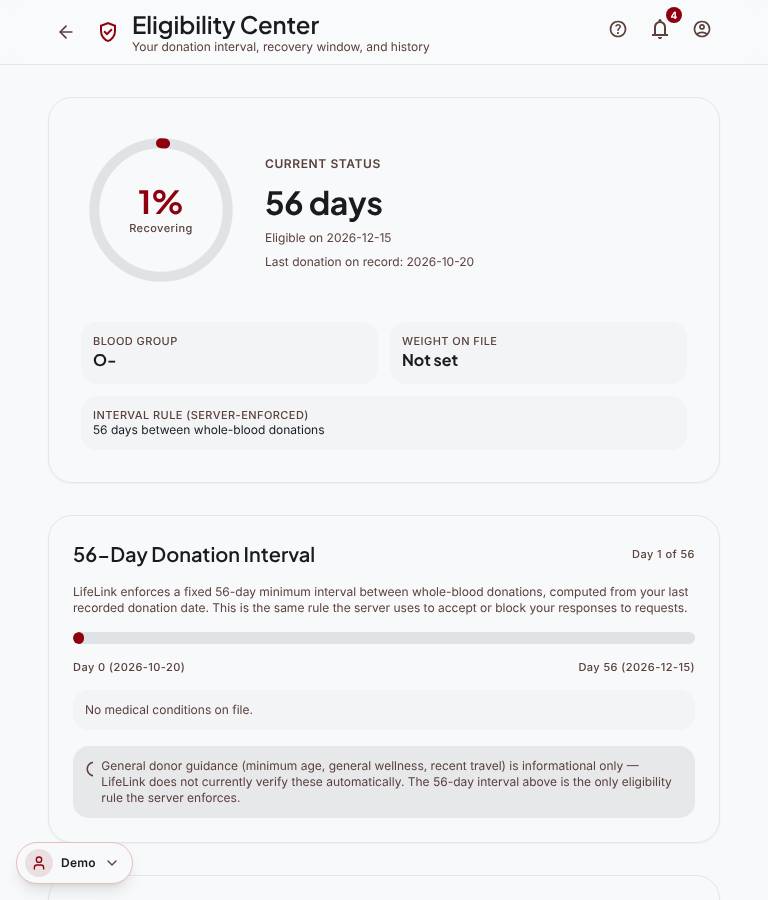 Eligibility Center
Your donation interval, recovery window, and history
4
1%
Recovering
CURRENT STATUS
56 days
Eligible on 2026-12-15
Last donation on record: 2026-10-20
BLOOD GROUP
O-
WEIGHT ON FILE
Not set
INTERVAL RULE (SERVER-ENFORCED)
56 days between whole-blood donations
56-Day Donation Interval
Day 1 of 56
LifeLink enforces a fixed 56-day minimum interval between whole-blood donations, computed from your last
recorded donation date. This is the same rule the server uses to accept or block your responses to requests.
Day 0 (2026-10-20)
Day 56 (2026-12-15)
No medical conditions on file.
General donor guidance (minimum age, general wellness, recent travel) is informational only —
LifeLink does not currently verify these automatically. The 56-day interval above is the only eligibility
rule the server enforces.
Demo